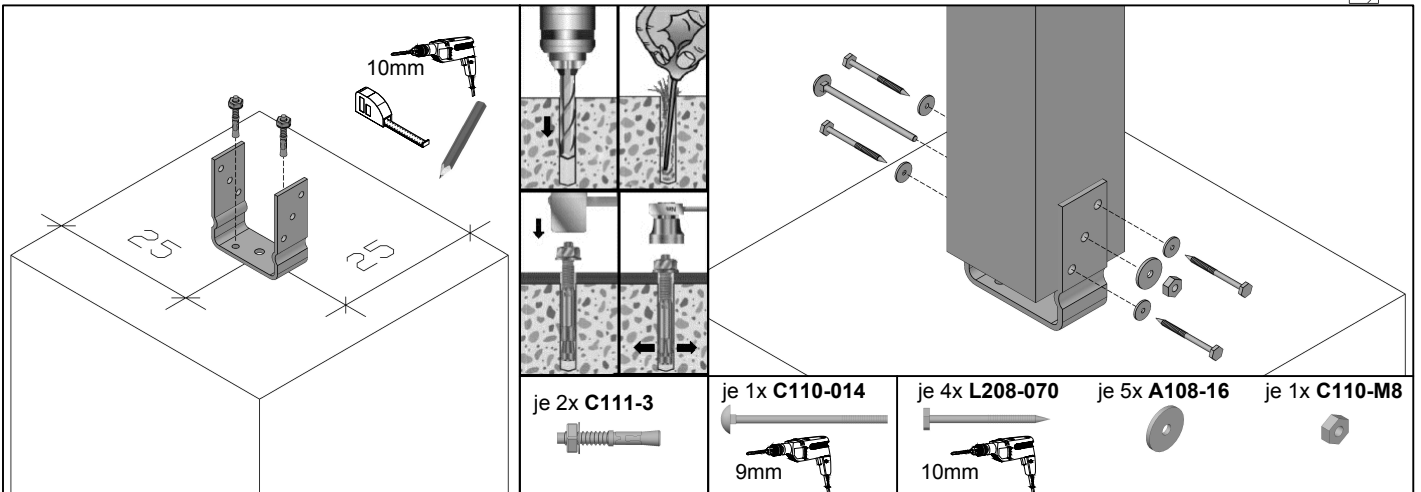 10mm
25
25
je 2x C111-3
je 1x C110-014
9mm
je 4x L208-070
10mm
je 5x A108-16
je 1x C110-M8